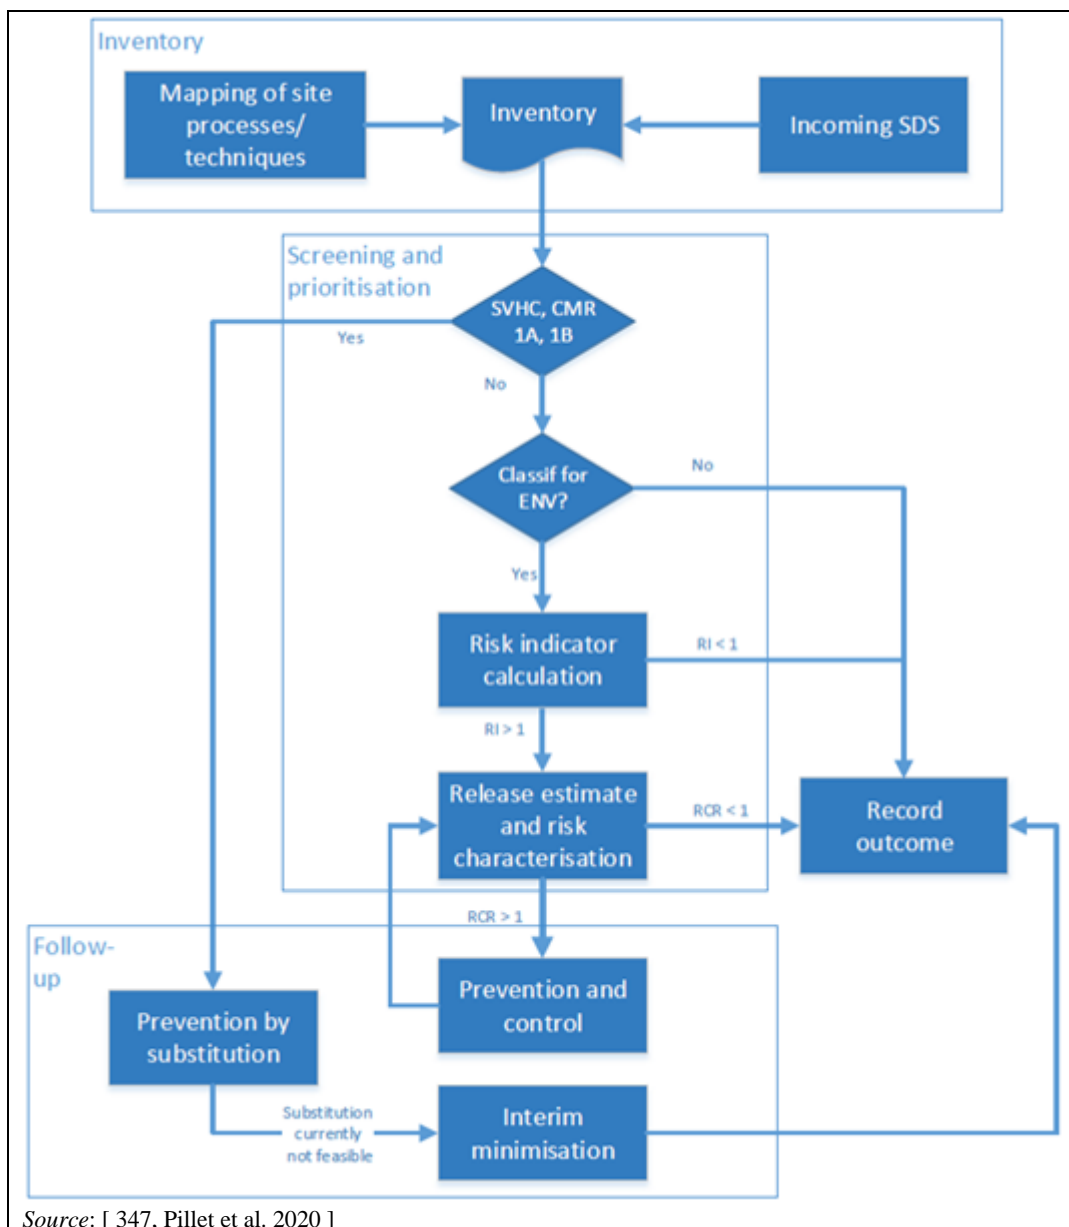 Inventory
Mapping of site
processes/
techniques
Inventory
Incoming SDS
Screening and
prioritisation
SVHC, CMR
1A, 1B
Yes
No
Classif for
ENV?
No
Yes
Risk indicator
calculation
RI < 1
RI > 1
Release estimate
and risk
characterisation
RCR < 1
Record
outcome
RCR > 1
Follow-
up
Prevention and
control
Prevention by
substitution
Substitution
currently
not feasible
Interim
minimisation
Source: [ 347, Pillet et al. 2020 ]